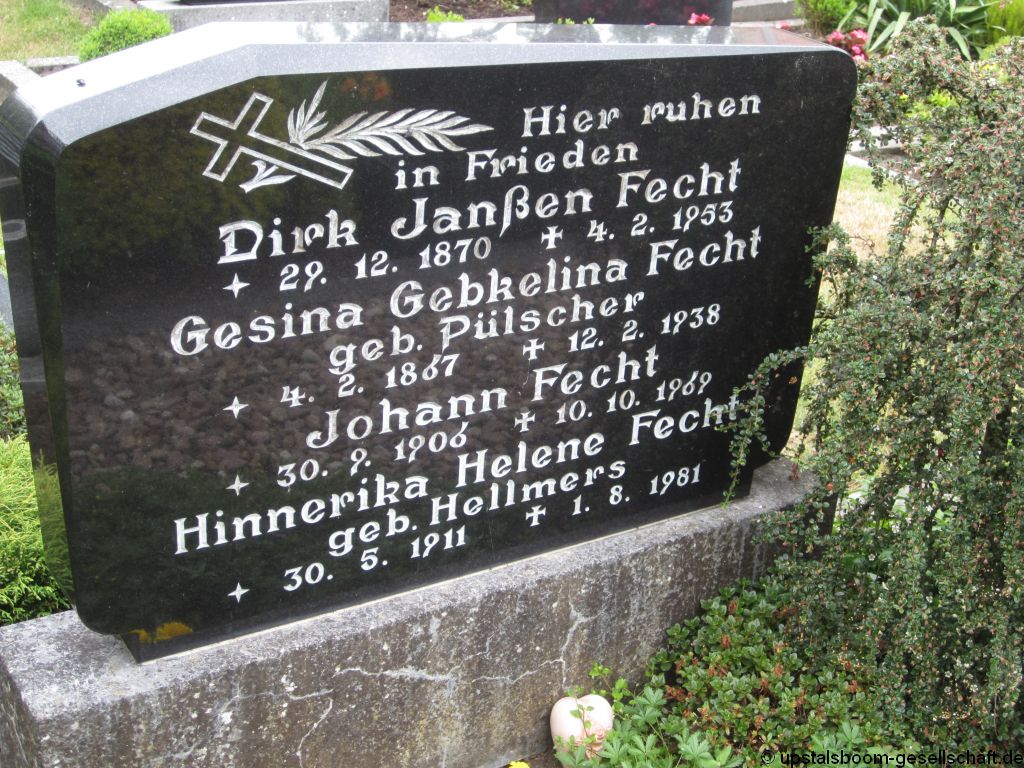 Hier ruhen
in Frieden
Dirk Janßen Fecht
29. 12. 1870 4. 2. 1953
Gesina Gebkelina Fecht
geb. Pülscher
4. 2. 1867 12. 2. 1938
Johann Fecht
30. 9. 1906 10. 10. 1969
Hinnerika Helene Fecht
geb. Hellmers
30. 5. 1911 1. 8. 1981
© upstalsboom-gesellschaft.de